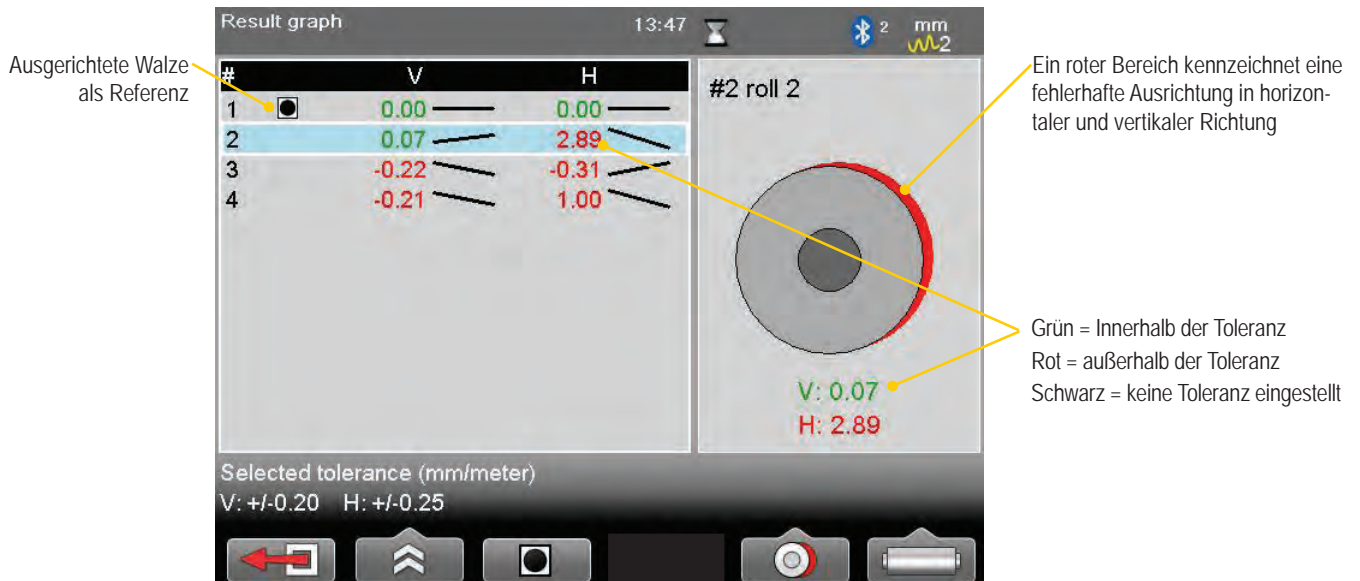 Result graph 13:47 2 mm
2
Ausgerichtete Walze
als Referenz
# V H
1 0.00 0.00
2 0.07 2.89
3 -0.22 -0.31
4 -0.21 1.00
#2 roll 2
V: 0.07
H: 2.89
Ein roter Bereich kennzeichnet eine
fehlerhafte Ausrichtung in horizon-
taler und vertikaler Richtung
Grün = Innerhalb der Toleranz
Rot = außerhalb der Toleranz
Schwarz = keine Toleranz eingestellt
Selected tolerance (mm/meter)
V: +/-0.20 H: +/-0.25